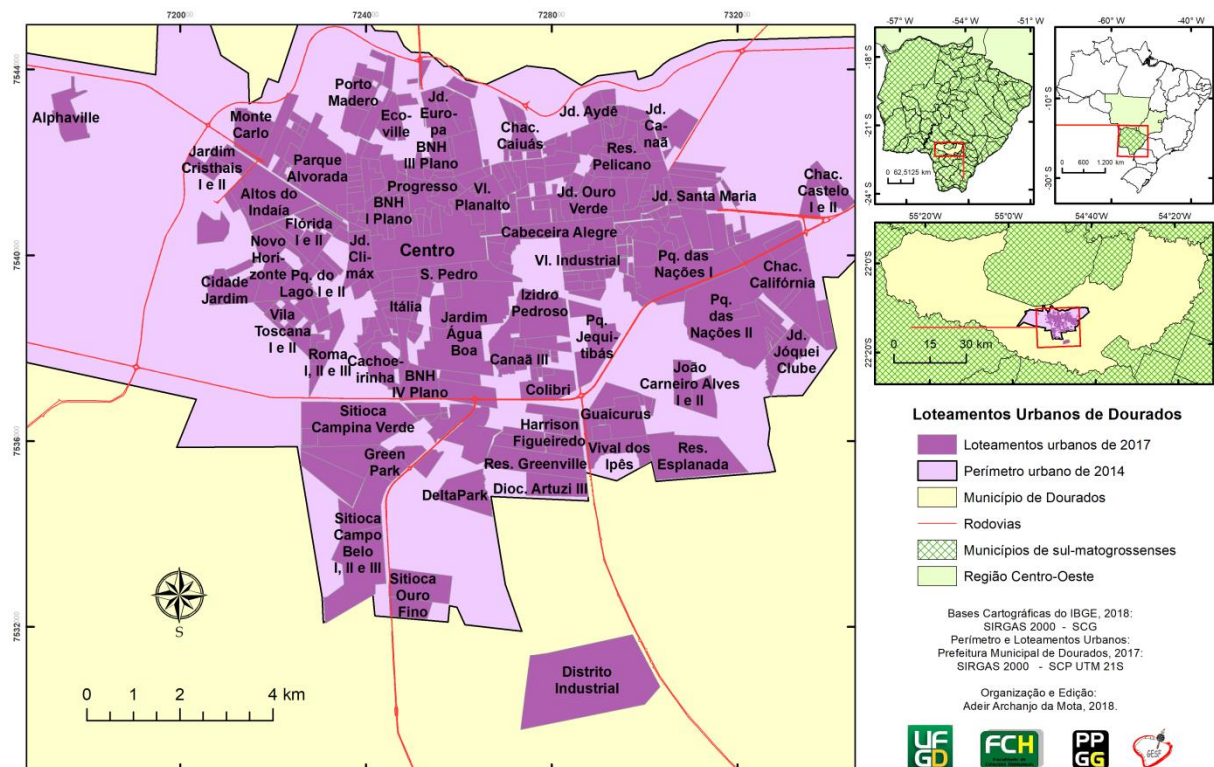 7200000
7240000
7280000
7320000
7544000
7540000
7536000
7532000
Alphaville
Porto
Madero
Eco-
ville
Jd.
Euro-
pa
BNH
III Plano
Monte
Carlo
Chac.
Caiuás
Jd. Aydê
Jd.
Ca-
naã
Jardim
Cristhais
I e II
Parque
Alvorada
Res.
Pelicano
Altos do
Indaía
Progresso
BNH
I Plano
Vl.
Planalto
Jd. Ouro
Verde
Jd. Santa Maria
Chac.
Castelo
I e II
Flórida
I e II
Novo
Hori-
zonte
Jd.
Cli-
máx
Centro
Cabeceira Alegre
Cidade
Jardim
Pq. do
Lago I e II
S. Pedro
Vl. Industrial
Pq. das
Nações I
Chac.
Califórnia
Vila
Toscana
I e II
Itália
Izidro
Pedroso
Jardim
Água
Boa
Pq.
Jequi-
tibás
Pq.
das
Nações II
Roma
I, II e III
Cachoe-
irinha
Canaã III
Jd.
Jóquei
Clube
BNH
IV Plano
Colibri
João
Carneiro Alves
I e II
Sitioca
Campina Verde
Harrison
Figueiredo
Guaicurus
Green
Park
Res. Greenville
Vival dos
Ipês
Res.
Esplanada
DeltaPark
Dioc. Artuzi III
Sitioca
Campo
Belo
I, II e III
Sitioca
Ouro
Fino
Distrito
Industrial
S
0 1 2 4 km
-57° W -54° W -51° W
-18° S
-21° S
-24° S
0 62,5125 km
-60° W -40° W
-10° S
-30° S
0 600 1.200 km
55°20'W 55°0'W 54°40'W 54°20'W
22°0'S
22°20'S
0 15 30 km
Loteamentos Urbanos de Dourados
Loteamentos urbanos de 2017
Perímetro urbano de 2014
Município de Dourados
Rodovias
Municípios de sul-matogrossenses
Região Centro-Oeste
Bases Cartográficas do IBGE, 2018:
SIRGAS 2000 - SCG
Perímetro e Loteamentos Urbanos:
Prefeitura Municipal de Dourados, 2017:
SIRGAS 2000 - SCP UTM 21S
Organização e Edição:
Adeir Archanjo da Mota, 2018.
UF
GD
FCH
PP
GG
GESF